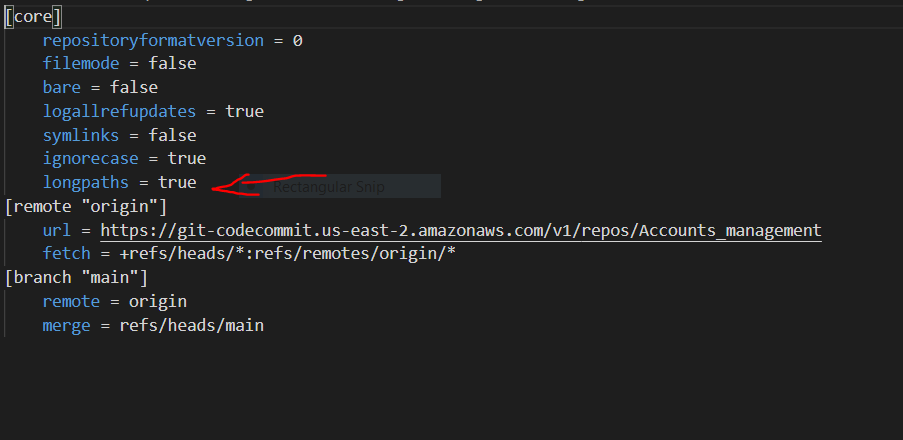 [core]
repositoryformatversion = 0
filemode = false
bare = false
logallrefupdates = true
symlinks = false
ignorecase = true
longpaths = true
Rectangular Snip
[remote "origin"]
url = https://git-codecommit.us-east-2.amazonaws.com/v1/repos/Accounts_management
fetch = +refs/heads/*:refs/remotes/origin/*
[branch "main"]
remote = origin
merge = refs/heads/main